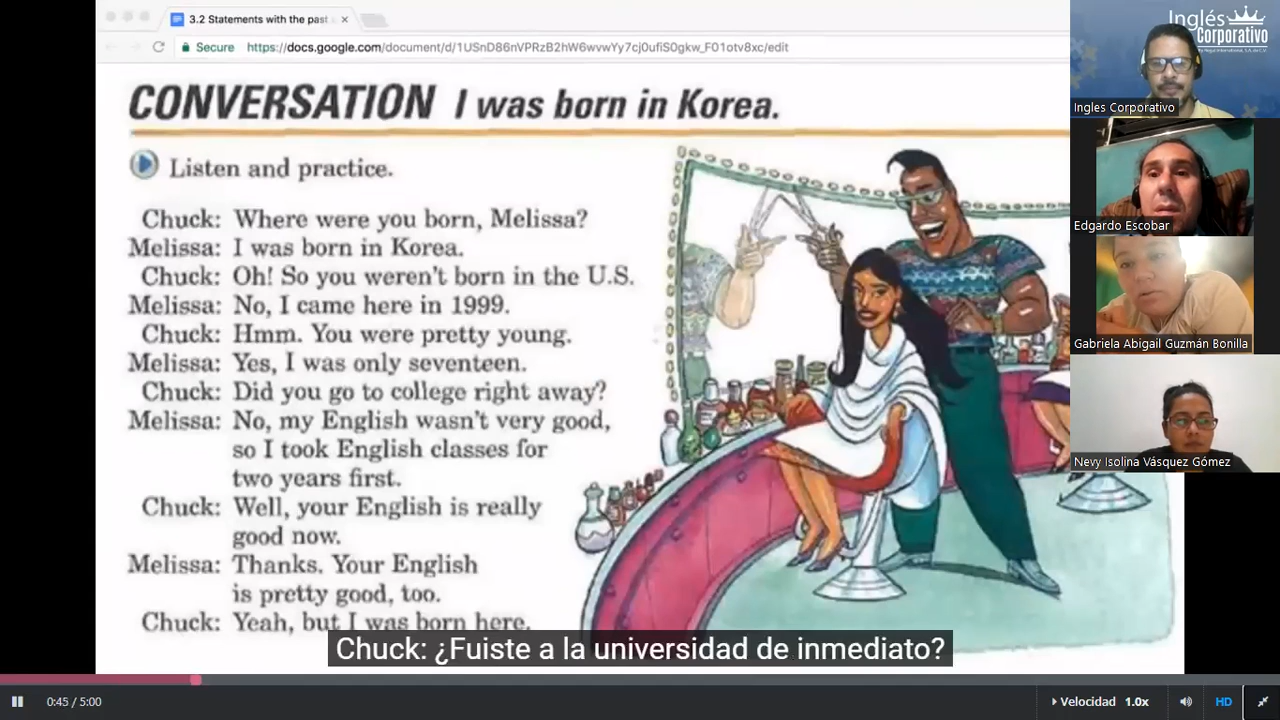 3.2 Statements with the past
Secure https://docs.google.com/document/d/1USnD86nVPRzB2hW6wvwYy7cj0ufiS0gkw_F01otv8xc/edit
CONVERSATION I was born in Korea.
Listen and practice.
Chuck: Where were you born, Melissa?
Melissa: I was born in Korea.
Chuck: Oh! So you weren't born in the U.S.
Melissa: No, I came here in 1999.
Chuck: Hmm. You were pretty young.
Melissa: Yes, I was only seventeen.
Chuck: Did you go to college right away?
Melissa: No, my English wasn't very good,
so I took English classes for
two years first.
Chuck: Well, your English is really
good now.
Melissa: Thanks. Your English
is pretty good, too.
Chuck: Yeah, but I was born here.
Chuck: ¿Fuiste a la universidad de inmediato?
Inglés
Corporativo
Ingles Corporativo
Edgardo Escobar
Gabriela Abigail Guzmán Bonilla
Nevy Isolina Vásquez Gómez
0:45 / 5:00
Velocidad 1.0x
HD